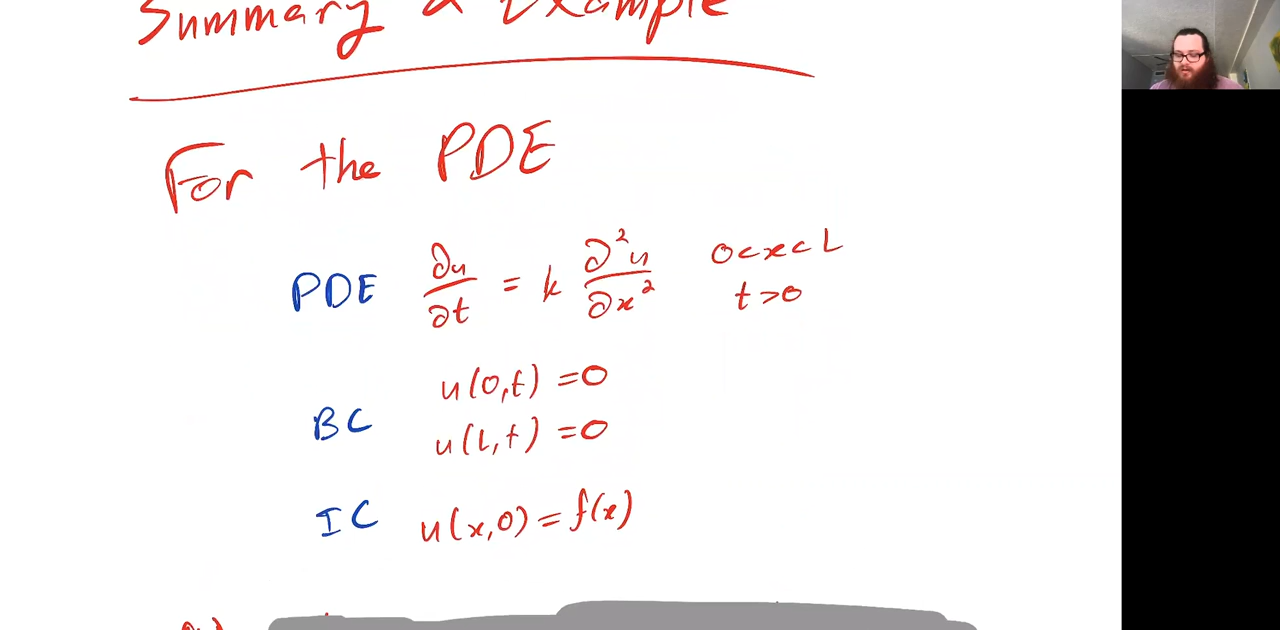 Summary & Example
For the PDE
PDE ∂u/∂t = k ∂²u/∂x² 0<x<L
t>0
u(0,t) =0
BC
u(L,t) =0
IC u(x,0) = f(x)